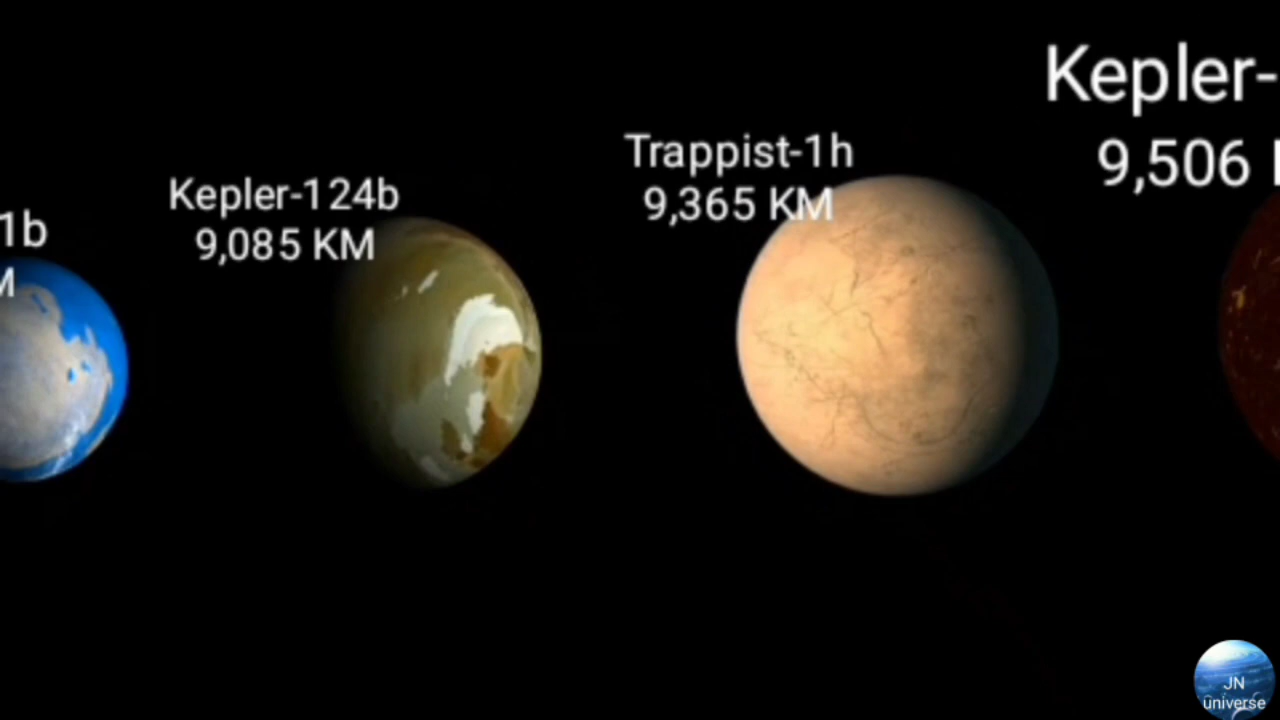 1b
M
Kepler-124b
9,085 KM
Trappist-1h
9,365 KM
Kepler-
9,506
JN
universe